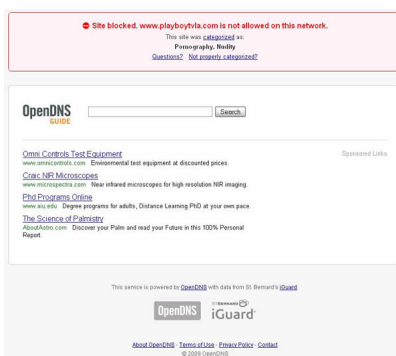 Site blocked. www.playboytvla.com is not allowed on this network.
This site was categorized as:
Pornography, Nudity
Questions? Not properly categorized?
OpenDNS
GUIDE
Search
Sponsored Links
Omni Controls Test Equipment
www.omnicontrols.com Environmental test equipment at discounted prices.
Craic NIR Microscopes
www.microspectra.com Near infrared microscopes for high resolution NIR imaging.
Phd Programs Online
www.aiu.edu Degree programs for adults, Distance Learning PhD at your own pace.
The Science of Palmistry
AboutAstro.com Discover your Palm and read your Future in this 100% Personal
Report.
This service is powered by OpenDNS with data from St. Bernard's iGuard.
OpenDNS
ST.BERNARD
iGuard
About OpenDNS · Terms of Use · Privacy Policy · Contact
© 2009 OpenDNS